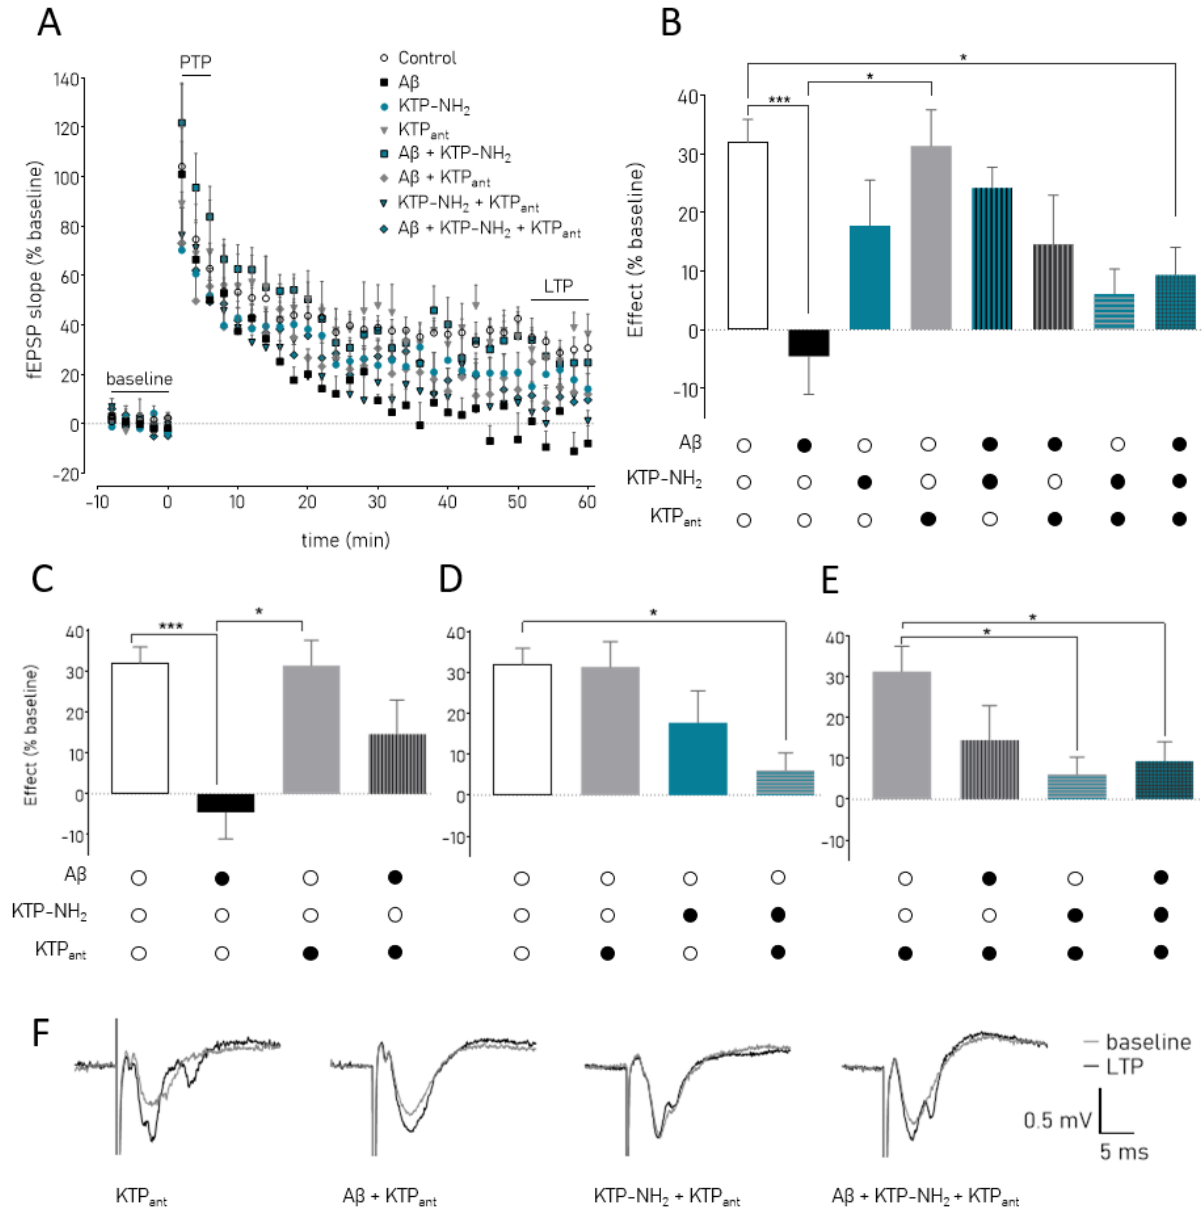 A
PTP
140
120
100
80
60
40
20
0
-20
fEPSP slope (% baseline)
baseline
LTP
-10
0
10
20
30
40
50
60
time (min)
Control
Aβ
KTP-NH₂
KTPₐₙₜ
Aβ + KTP-NH₂
Aβ + KTPₐₙₜ
KTP-NH₂ + KTPₐₙₜ
Aβ + KTP-NH₂ + KTPₐₙₜ
B
*
*
***
40
30
20
10
0
-10
Effect (% baseline)
Aβ
KTP-NH₂
KTPₐₙₜ
C
***
*
40
30
20
10
0
-10
Effect (% baseline)
Aβ
KTP-NH₂
KTPₐₙₜ
D
*
40
30
20
10
0
-10
E
*
*
40
30
20
10
0
-10
F
baseline
LTP
0.5 mV
5 ms
KTPₐₙₜ
Aβ + KTPₐₙₜ
KTP-NH₂ + KTPₐₙₜ
Aβ + KTP-NH₂ + KTPₐₙₜ